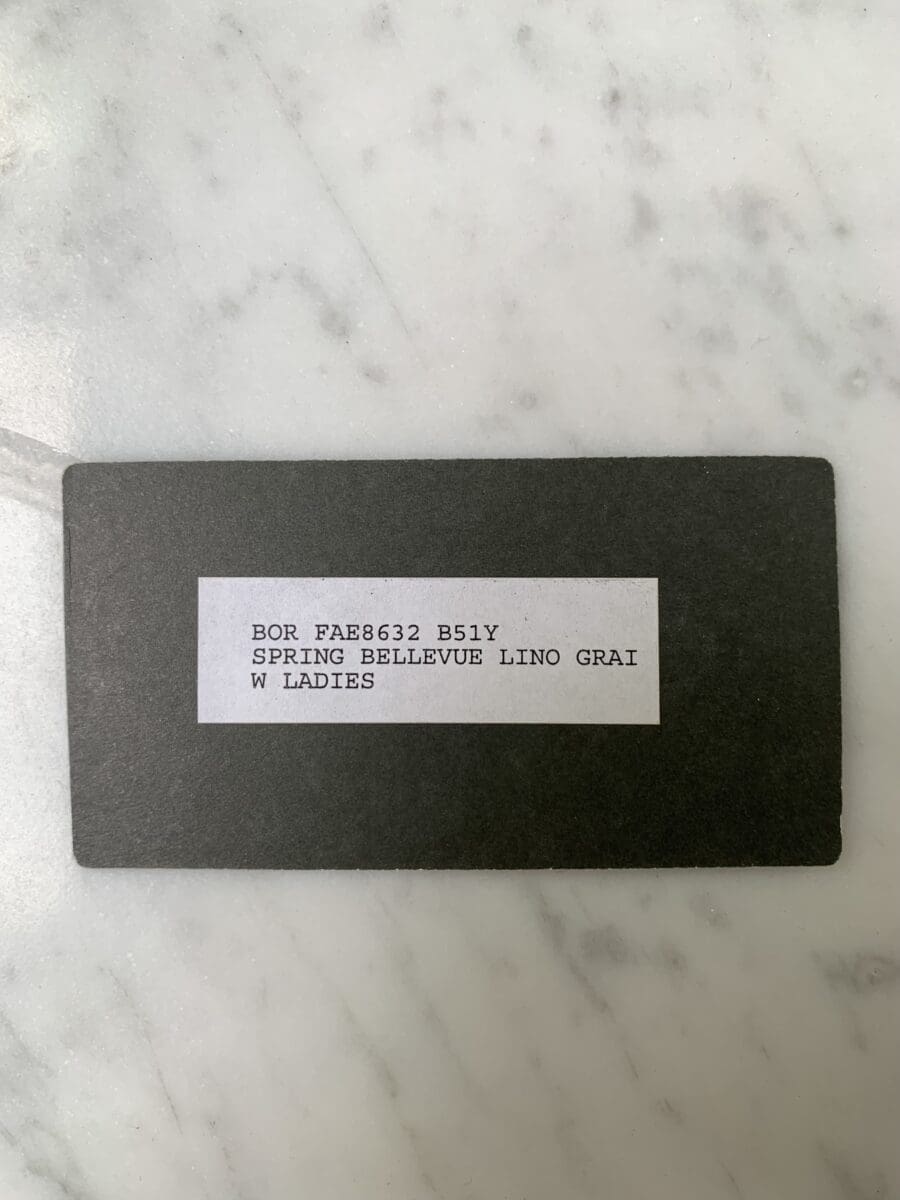 BOR FAE8632 B51Y
SPRING BELLEVUE LINO GRAI
W LADIES